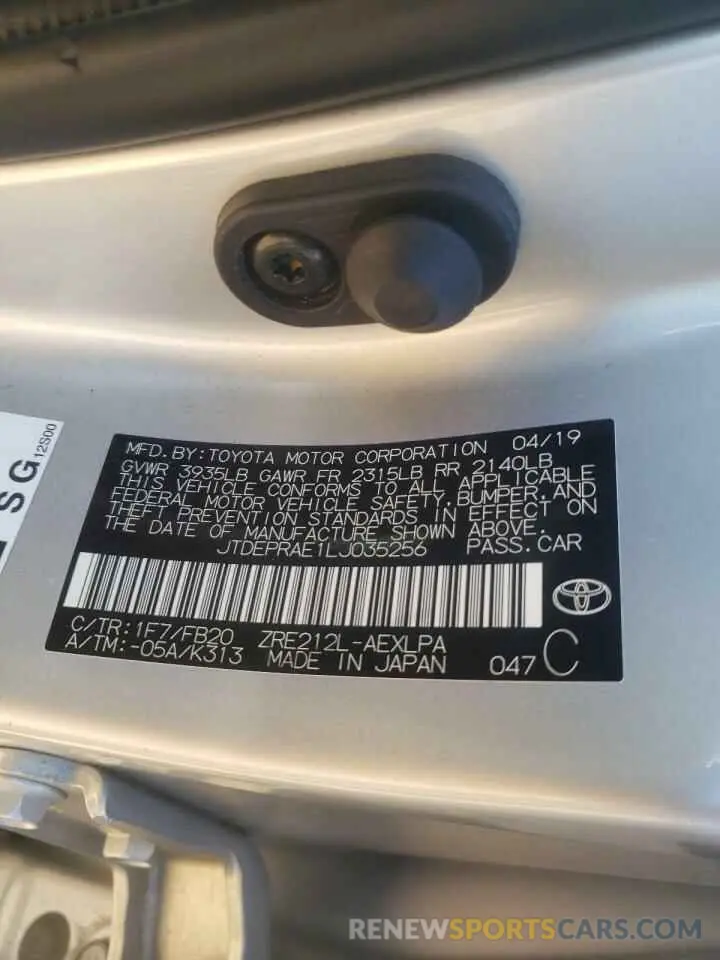 SG
12S00
MFD.BY:TOYOTA MOTOR CORPORATION 04/19
GVWR 3935LB GAWR FR 2315LB RR 2140LB
THIS VEHICLE CONFORMS TO ALL APPLICABLE
FEDERAL MOTOR VEHICLE SAFETY,BUMPER,AND
THEFT PREVENTION STANDARDS IN EFFECT ON
THE DATE OF MANUFACTURE SHOWN ABOVE.
JTDEPRAE1LJ035256 PASS.CAR
C/TR:1F7/FB20 ZRE212L-AEXLPA
A/TM:-05A/K313 MADE IN JAPAN 047 C
RENEWSPORTSCARS.COM